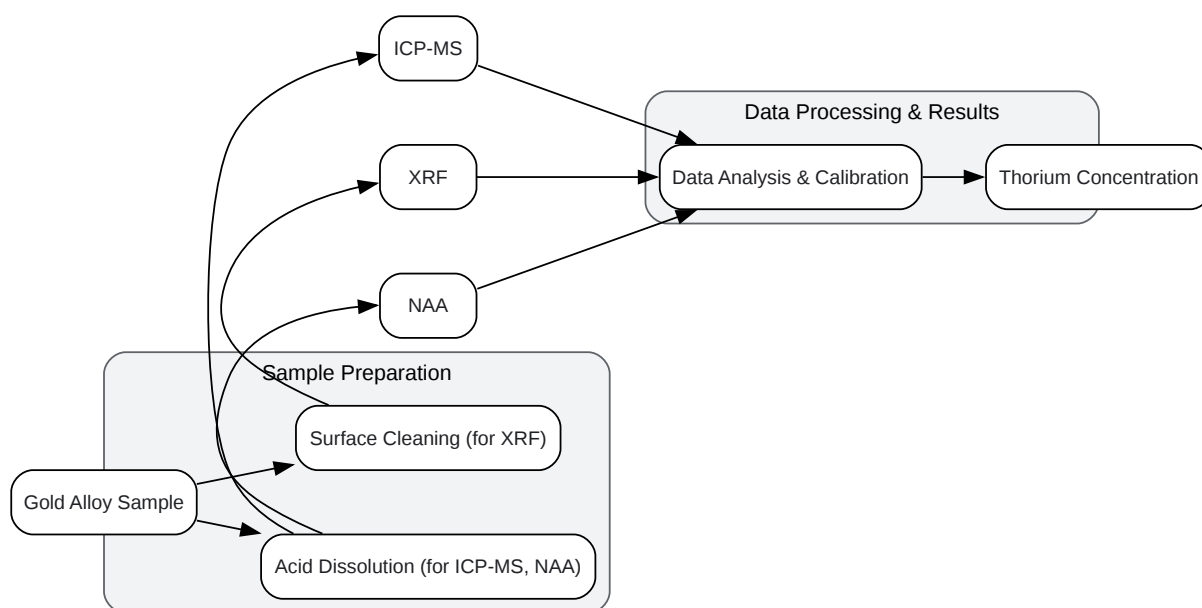 ICP-MS
Data Processing & Results
XRF
Data Analysis & Calibration
Thorium Concentration
NAA
Sample Preparation
Surface Cleaning (for XRF)
Gold Alloy Sample
Acid Dissolution (for ICP-MS, NAA)